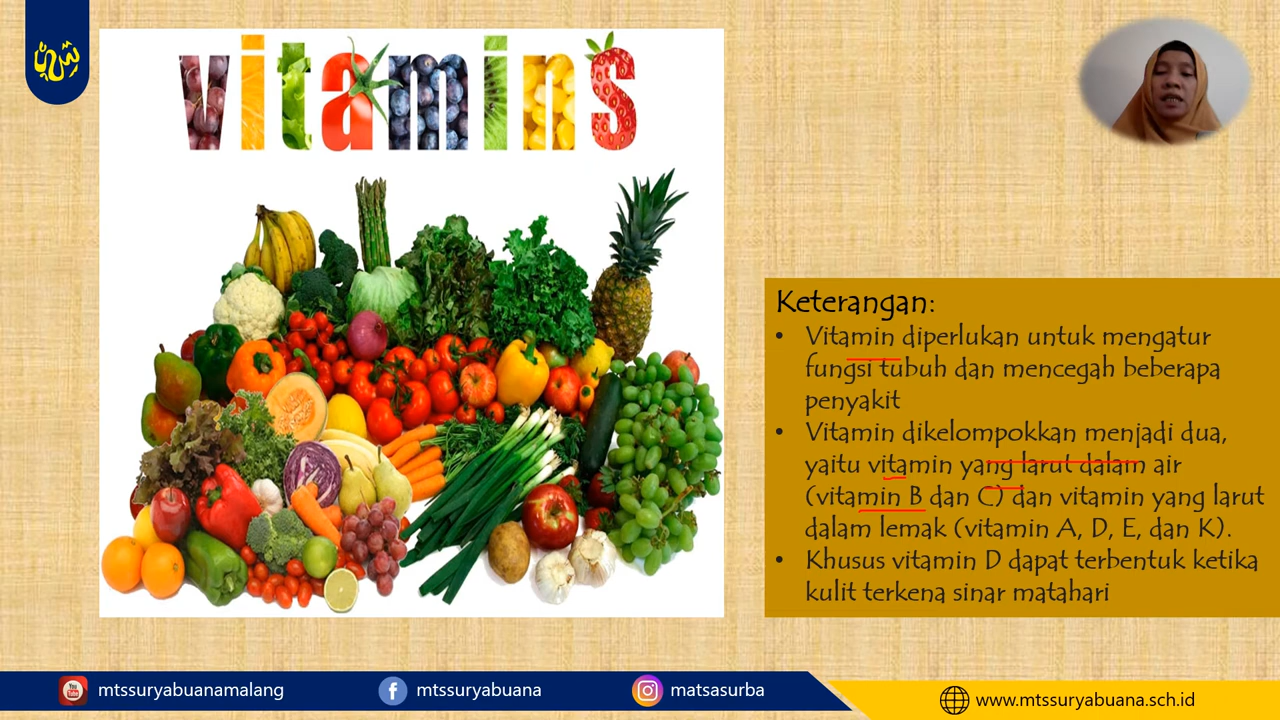 vitamins
Keterangan:
• Vitamin diperlukan untuk mengatur
fungsi tubuh dan mencegah beberapa
penyakit
• Vitamin dikelompokkan menjadi dua,
yaitu vitamin yang larut dalam air
(vitamin B dan C) dan vitamin yang larut
dalam lemak (vitamin A, D, E, dan K).
• Khusus vitamin D dapat terbentuk ketika
kulit terkena sinar matahari
mtssuryabuanamalang
mtssuryabuana
matsasurba
www.mtssuryabuana.sch.id